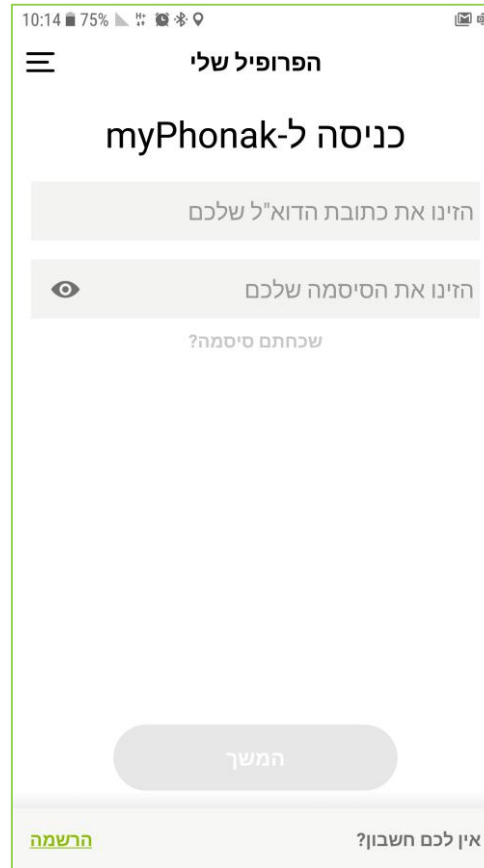 10:14 75% H+
הפרופיל שלי
כניסה ל-myPhonak
הזינו את כתובת הדוא"ל שלכם
הזינו את הסיסמה שלכם
שכחתם סיסמה?
המשך
אין לכם חשבון? הרשמה